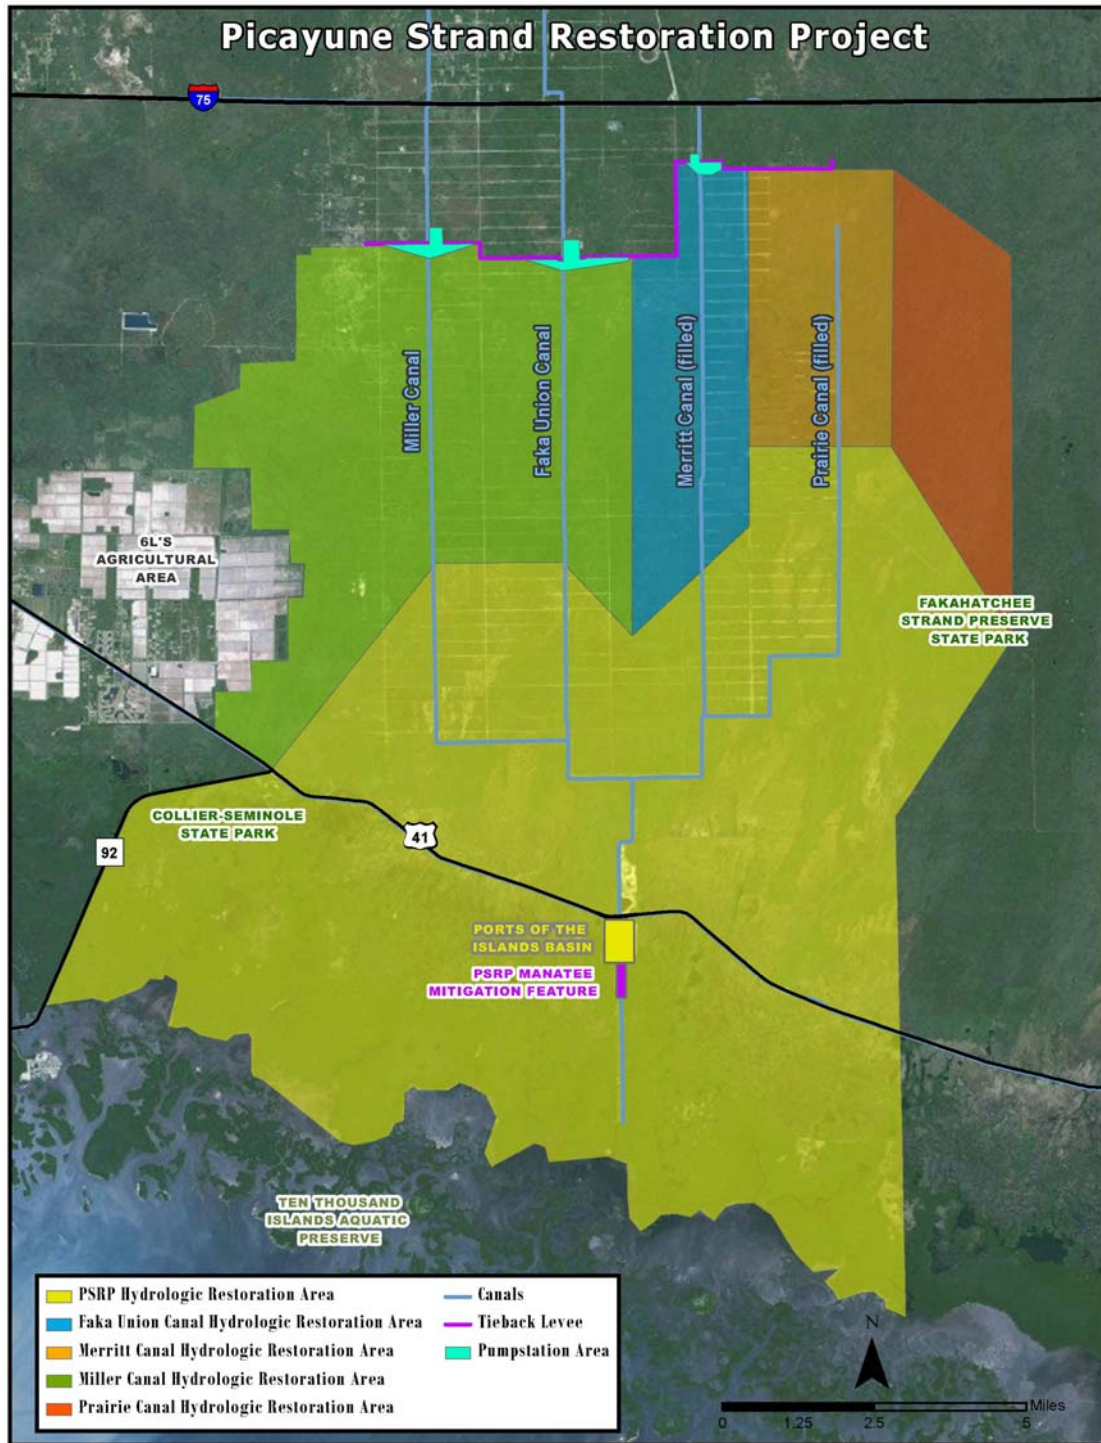 Picayune Strand Restoration Project
75
Miller Canal
Faka Union Canal
Merritt Canal (filled)
Prairie Canal (filled)
6L'S
AGRICULTURAL
AREA
FAKAHATCHEE
STRAND PRESERVE
STATE PARK
COLLIER-SEMINOLE
STATE PARK
41
92
PORTS OF THE
ISLANDS BASIN
PSRP MANATEE
MITIGATION FEATURE
TEN THOUSAND
ISLANDS AQUATIC
PRESERVE
PSRP Hydrologic Restoration Area
Faka Union Canal Hydrologic Restoration Area
Merritt Canal Hydrologic Restoration Area
Miller Canal Hydrologic Restoration Area
Prairie Canal Hydrologic Restoration Area
Canals
Tieback Levee
Pumpstation Area
N
Miles
0 1.25 2.5 5